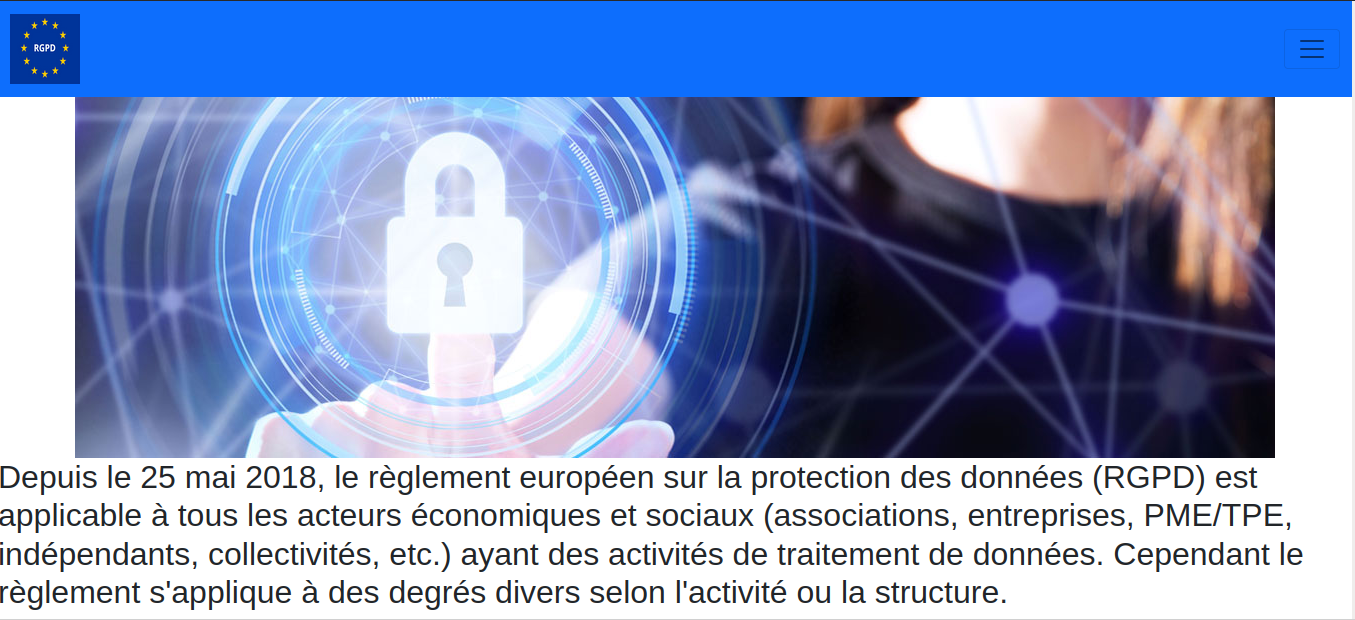 RGPD
Depuis le 25 mai 2018, le règlement européen sur la protection des données (RGPD) est
applicable à tous les acteurs économiques et sociaux (associations, entreprises, PME/TPE,
indépendants, collectivités, etc.) ayant des activités de traitement de données. Cependant le
règlement s'applique à des degrés divers selon l'activité ou la structure.